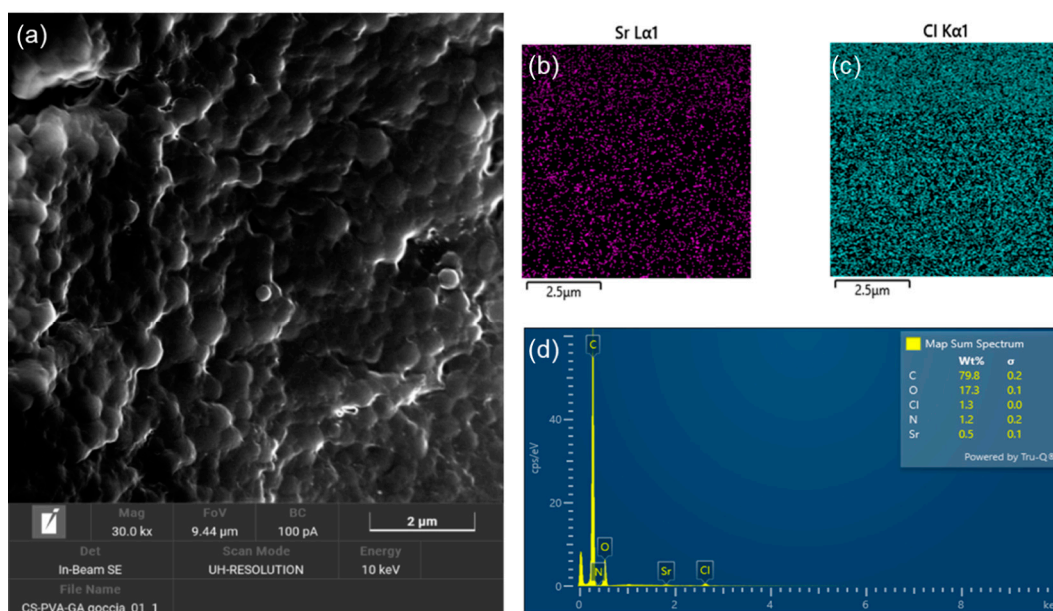 (a)
Mag
30.0 kx
FoV
9.44 µm
BC
100 pA
2 µm
Det
In-Beam SE
Scan Mode
UH-RESOLUTION
Energy
10 keV
File Name
CS-PVA-GA goccia_01_1
Sr Lα1
(b)
2.5µm
Cl Kα1
(c)
2.5µm
(d)
cps/eV
40
20
0
C
O
N
Sr
Cl
0
2
4
6
8
Map Sum Spectrum
Wt% σ
C 79.8 0.2
O 17.3 0.1
Cl 1.3 0.0
N 1.2 0.2
Sr 0.5 0.1
Powered by Tru-Q®